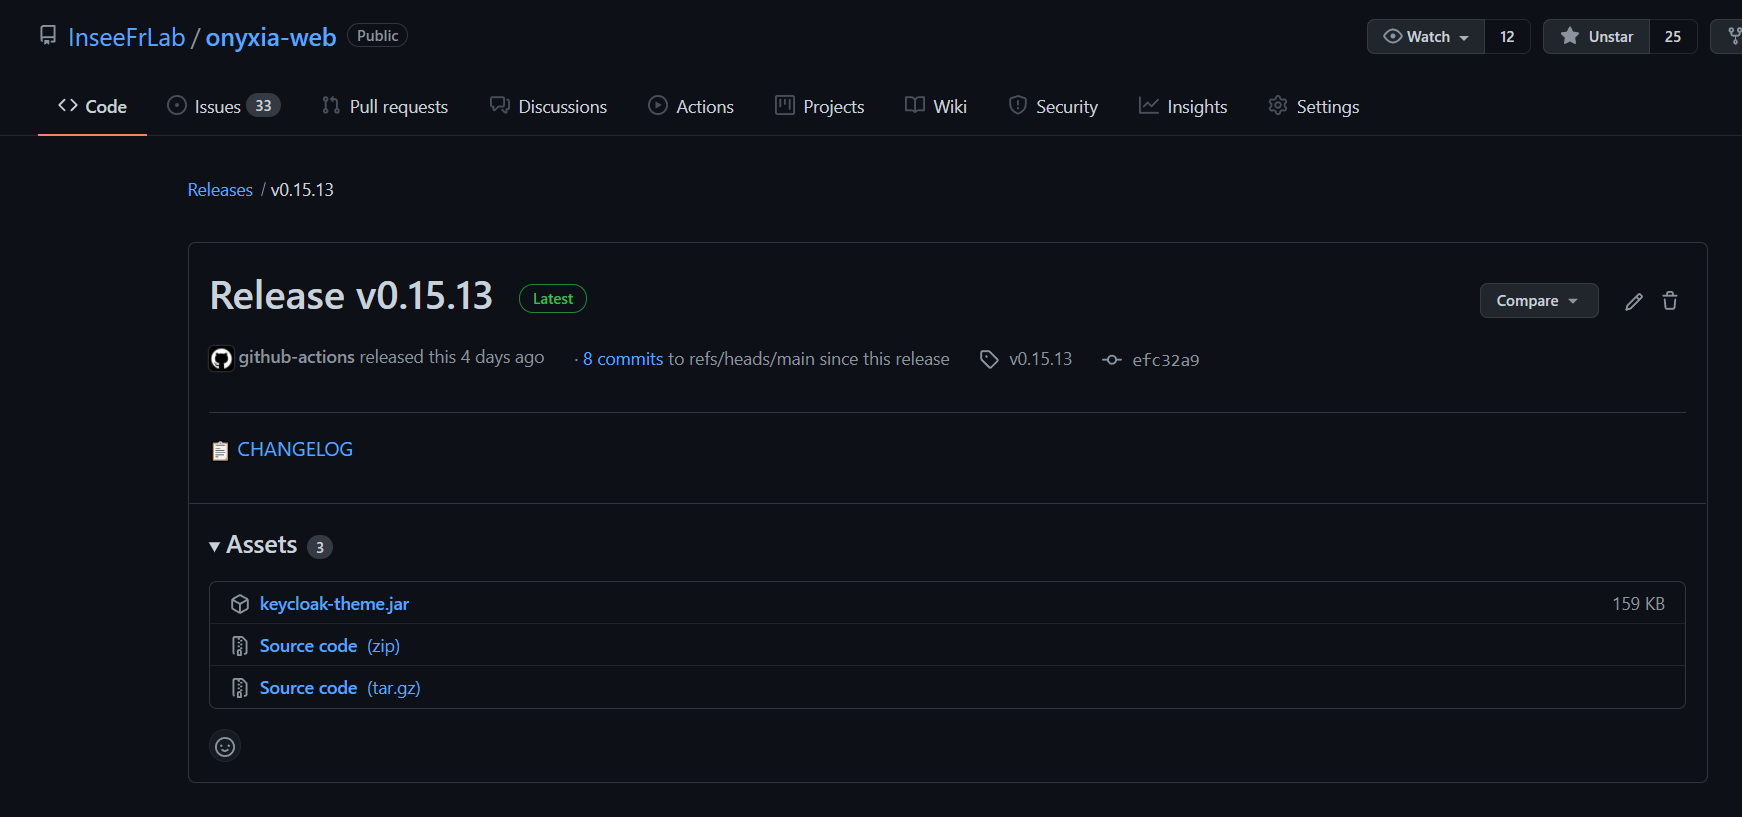 InseeFrLab / onyxia-web Public
Watch 12 Unstar 25
Code Issues 33 Pull requests Discussions Actions Projects Wiki Security Insights Settings
Releases / v0.15.13
Release v0.15.13 Latest
Compare
github-actions released this 4 days ago · 8 commits to refs/heads/main since this release v0.15.13 efc32a9
CHANGELOG
Assets 3
keycloak-theme.jar 159 KB
Source code (zip)
Source code (tar.gz)